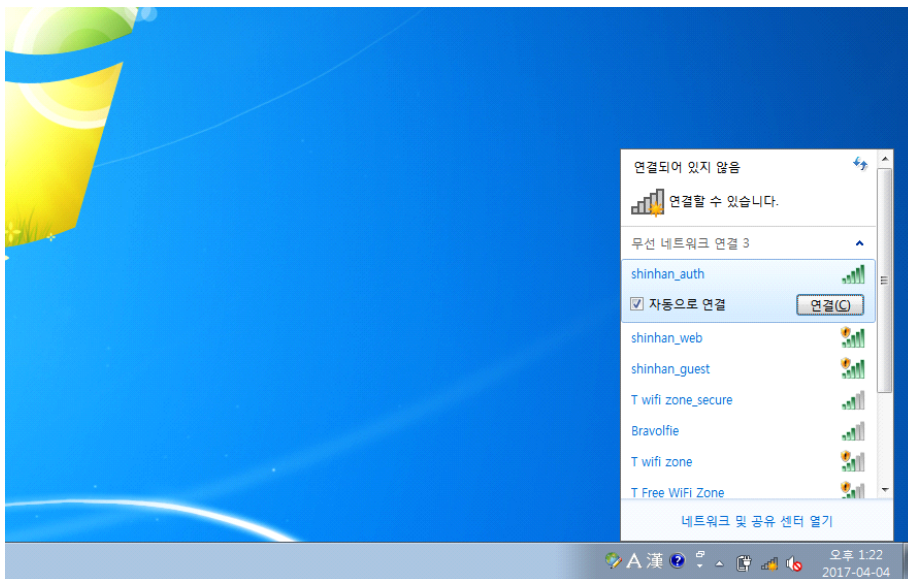 연결되어 있지 않음
연결할 수 있습니다.
무선 네트워크 연결 3
shinhan_auth
자동으로 연결
연결(C)
shinhan_web
shinhan_guest
T wifi zone_secure
Bravolfie
T wifi zone
T Free WiFi Zone
네트워크 및 공유 센터 열기
A 漢 ?
오후 1:22
2017-04-04